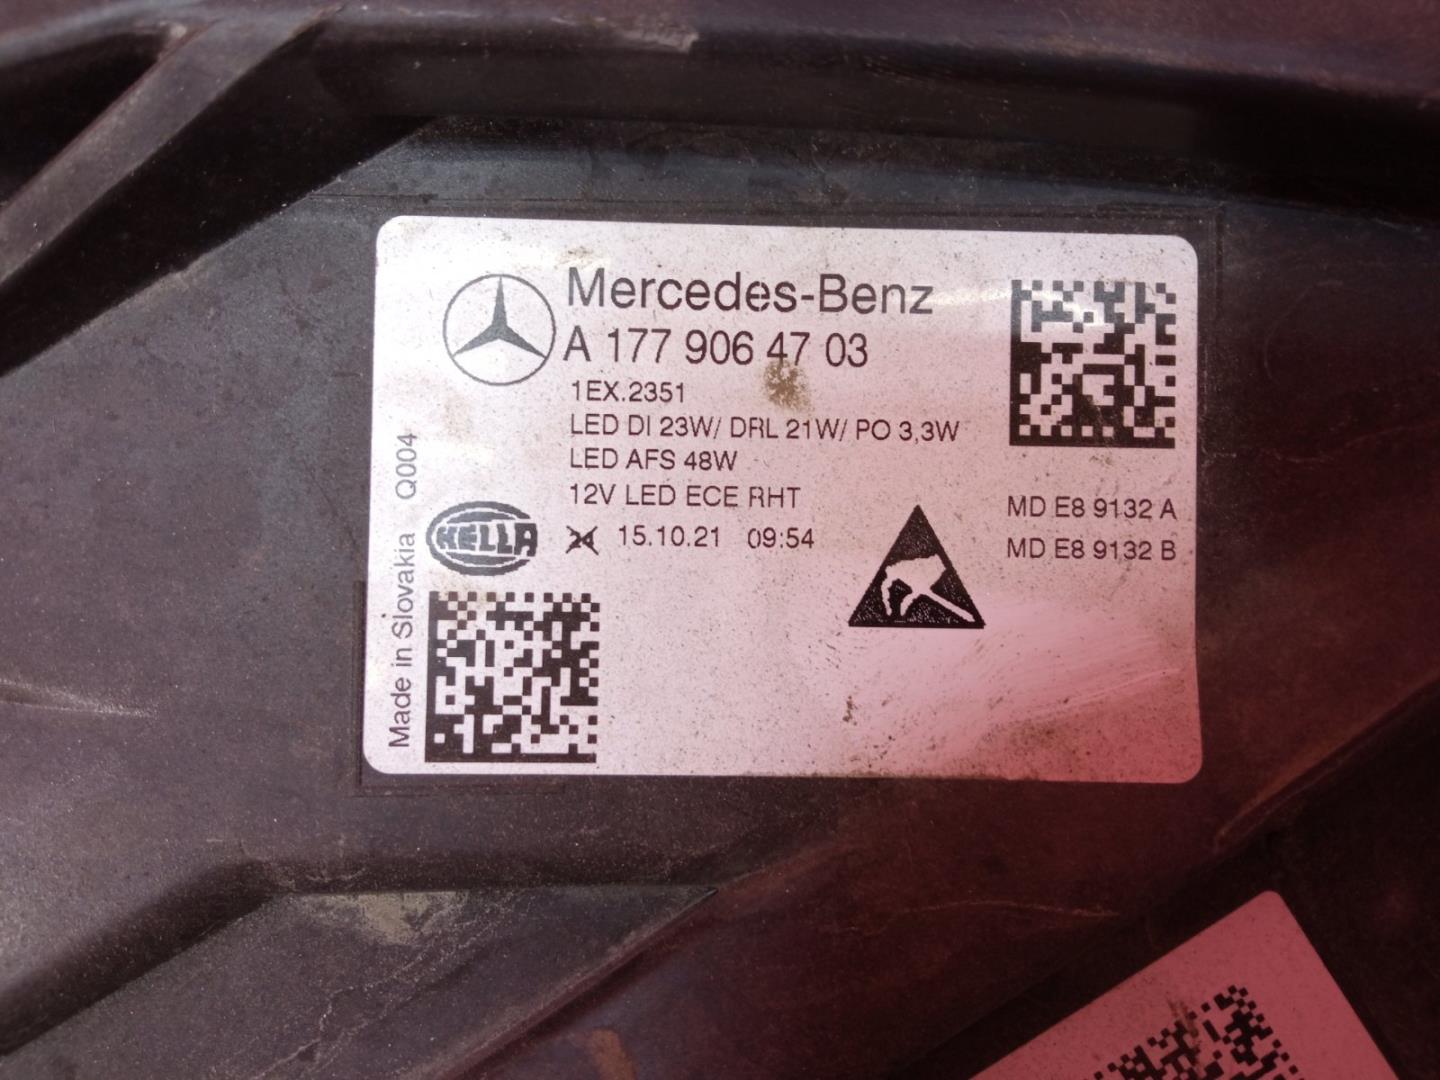 Mercedes-Benz
A 177 906 47 03
1EX.2351
LED DI 23W/ DRL 21W/ PO 3,3W
LED AFS 48W
12V LED ECE RHT
HELLA
24 15.10.21 09:54
MD E8 9132 A
MD E8 9132 B
Made in Slovakia Q004